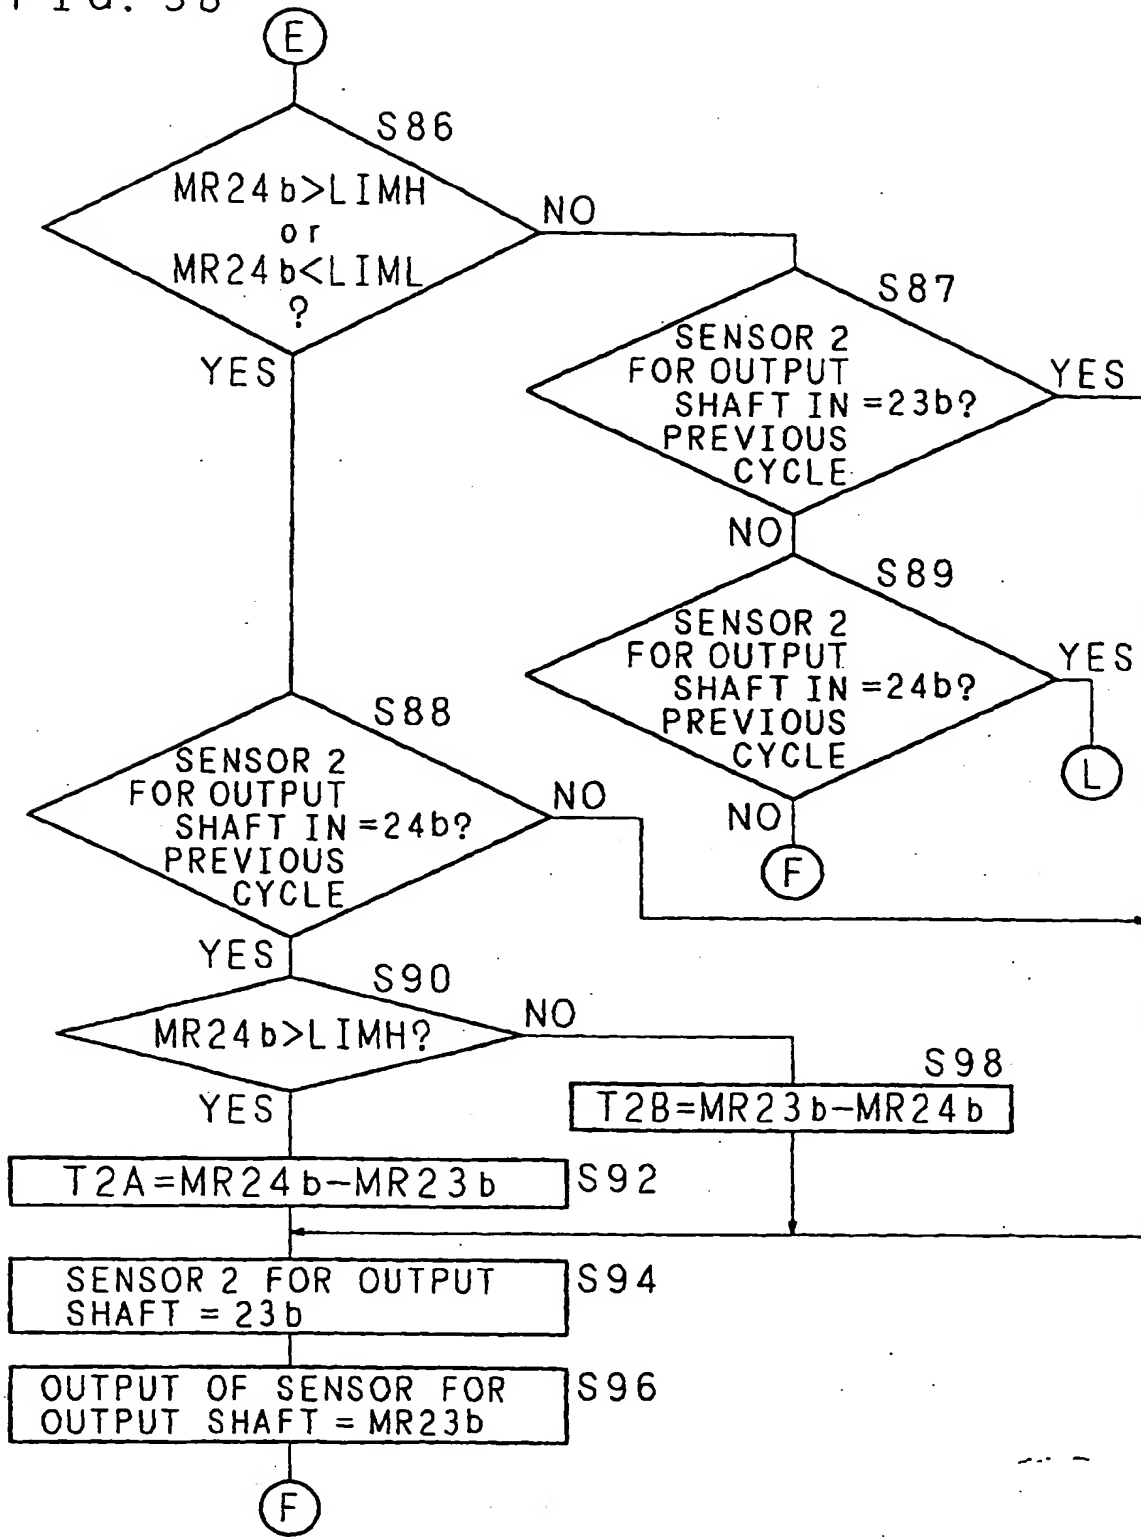 FIG. 38
E
S86
MR24b>LIMH
or
MR24b<LIML
?
NO
YES
S87
SENSOR 2
FOR OUTPUT
SHAFT IN =23b?
PREVIOUS
CYCLE
YES
NO
S89
SENSOR 2
FOR OUTPUT
SHAFT IN =24b?
PREVIOUS
CYCLE
YES
L
NO
F
S88
SENSOR 2
FOR OUTPUT
SHAFT IN =24b?
PREVIOUS
CYCLE
NO
YES
S90
MR24b>LIMH?
NO
YES
S98
T2B=MR23b-MR24b
T2A=MR24b-MR23b
S92
SENSOR 2 FOR OUTPUT
SHAFT = 23b
S94
OUTPUT OF SENSOR FOR
OUTPUT SHAFT = MR23b
S96
F